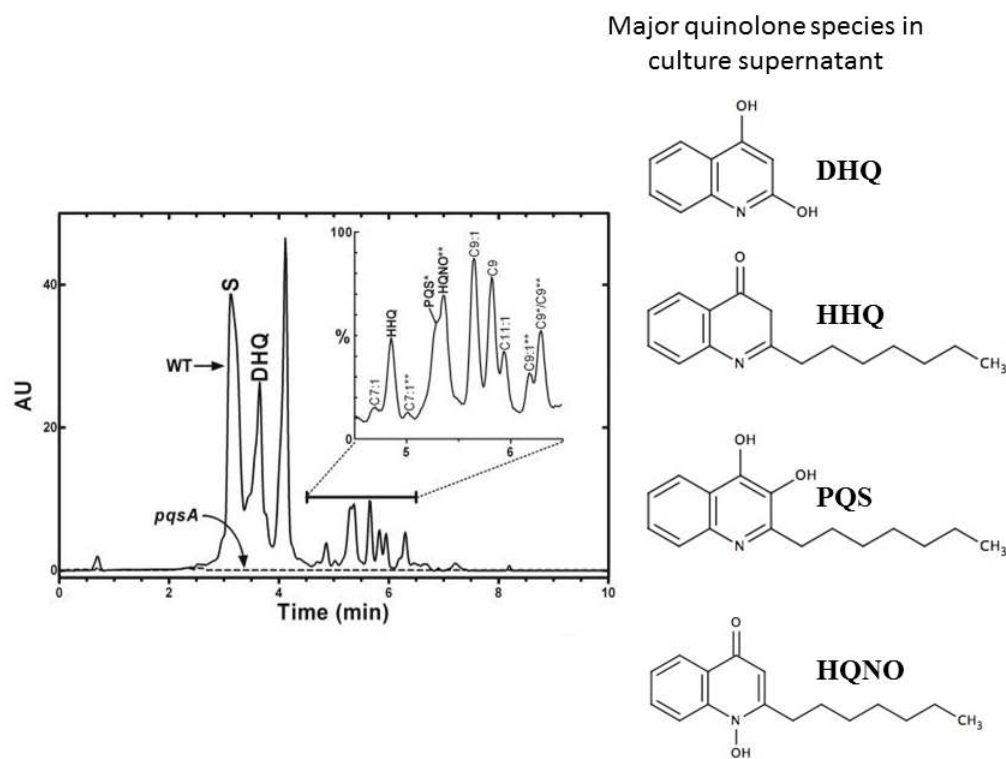 Major quinolone species in
culture supernatant
OH
DHQ
N
OH
O
HHQ
N
CH3
OH
OH
PQS
N
CH3
O
HQNO
N
OH
CH3
AU
40
20
0
WT
S
DHQ
pqsA
0
2
4
6
8
10
Time (min)
100
%
0
5
6
C7:1
HHQ
C7:1**
PQS*
HQNO**
C9:1
C9
C11:1
C9:1**
C9*/C9**